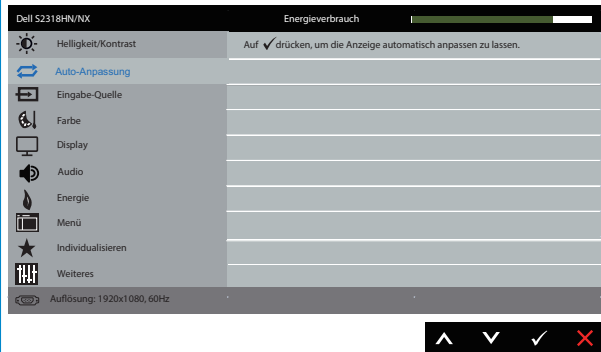 Dell S2318HN/NX Energieverbrauch
Helligkeit/Kontrast Auf ✓ drücken, um die Anzeige automatisch anpassen zu lassen.
Auto-Anpassung
Eingabe-Quelle
Farbe
Display
Audio
Energie
Menü
Individualisieren
Weiteres
Auflösung: 1920x1080, 60Hz